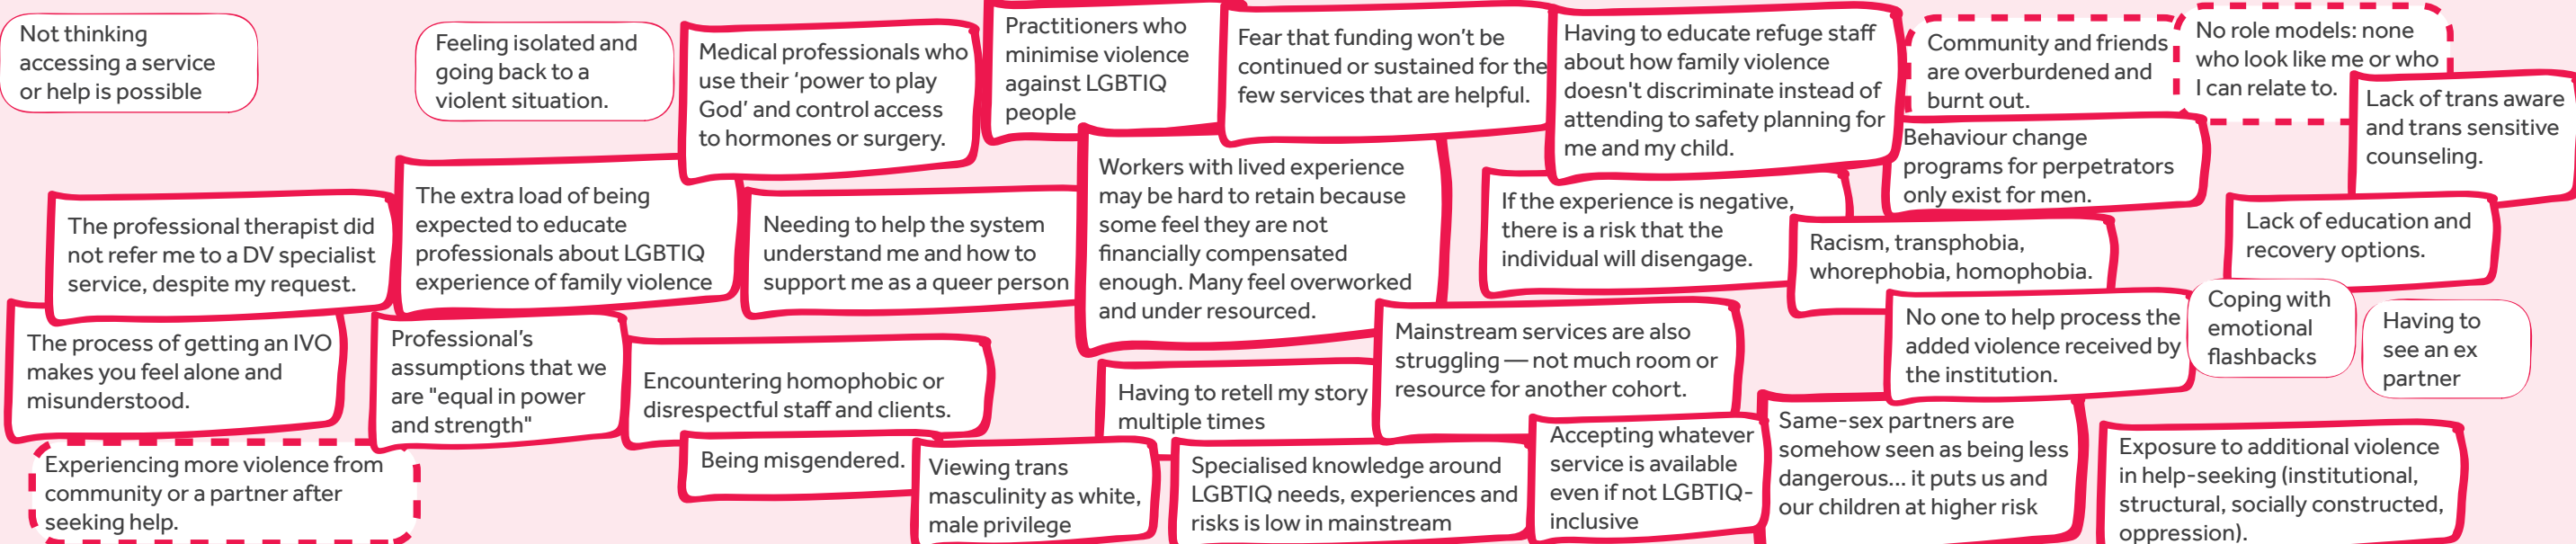 Not thinking
accessing a service
or help is possible
Feeling isolated and
going back to a
violent situation.
Medical professionals who
use their ‘power to play
God’ and control access
to hormones or surgery.
Practitioners who
minimise violence
against LGBTIQ
people
Fear that funding won't be
continued or sustained for the
few services that are helpful.
Having to educate refuge staff
about how family violence
doesn't discriminate instead of
attending to safety planning for
me and my child.
Community and friends
are overburdened and
burnt out.
No role models: none
who look like me or who
I can relate to.
Lack of trans aware
and trans sensitive
counseling.
Behaviour change
programs for perpetrators
only exist for men.
The professional therapist did
not refer me to a DV specialist
service, despite my request.
The extra load of being
expected to educate
professionals about LGBTIQ
experience of family violence
Needing to help the system
understand me and how to
support me as a queer person
Workers with lived experience
may be hard to retain because
some feel they are not
financially compensated
enough. Many feel overworked
and under resourced.
If the experience is negative,
there is a risk that the
individual will disengage.
Racism, transphobia,
whorephobia, homophobia.
Lack of education and
recovery options.
The process of getting an IVO
makes you feel alone and
misunderstood.
Professional's
assumptions that we
are "equal in power
and strength"
Encountering homophobic or
disrespectful staff and clients.
Having to retell my story
multiple times
Mainstream services are also
struggling — not much room or
resource for another cohort.
No one to help process the
added violence received by
the institution.
Coping with
emotional
flashbacks
Having to
see an ex
partner
Experiencing more violence from
community or a partner after
seeking help.
Being misgendered.
Viewing trans
masculinity as white,
male privilege
Specialised knowledge around
LGBTIQ needs, experiences and
risks is low in mainstream
Accepting whatever
service is available
even if not LGBTIQ-
inclusive
Same-sex partners are
somehow seen as being less
dangerous... it puts us and
our children at higher risk
Exposure to additional violence
in help-seeking (institutional,
structural, socially constructed,
oppression).